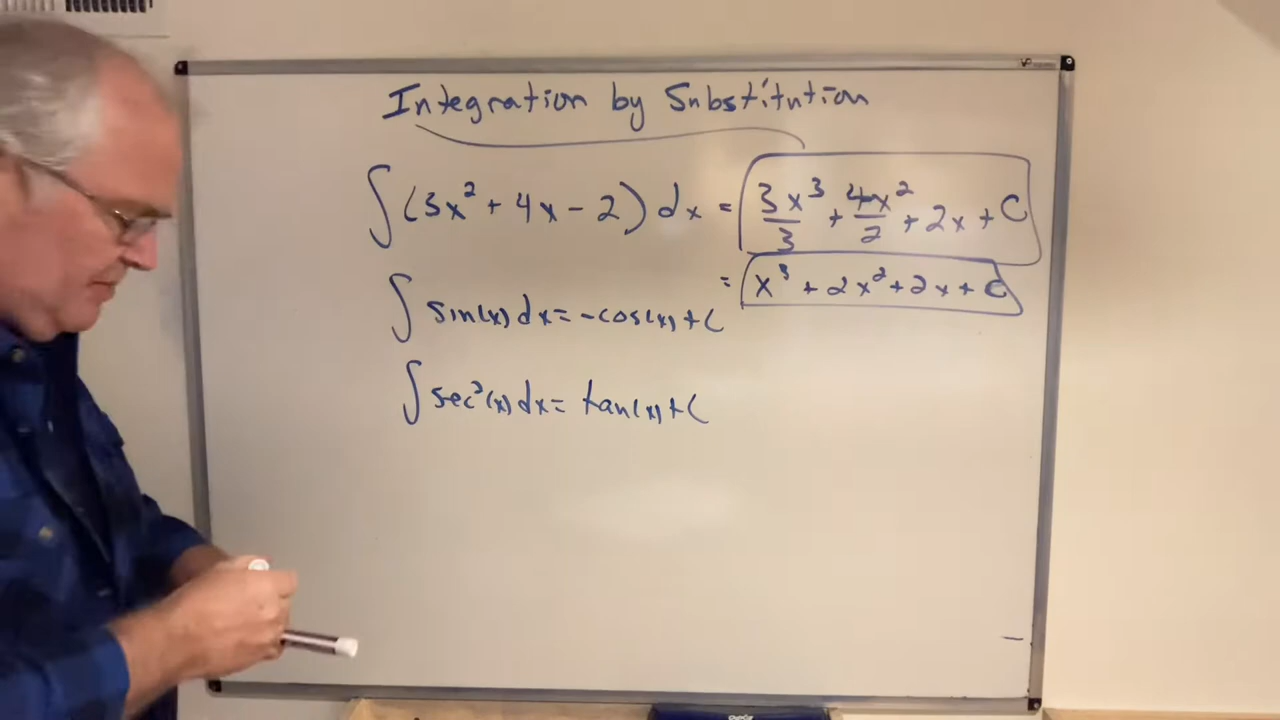 Integration by Substitution
∫(3x² + 4x - 2) dx = 3x³/3 + 4x²/2 + 2x + C
= x³ + 2x² + 2x + C
∫ sin(x) dx = -cos(x) + C
∫ sec²(x) dx = tan(x) + C